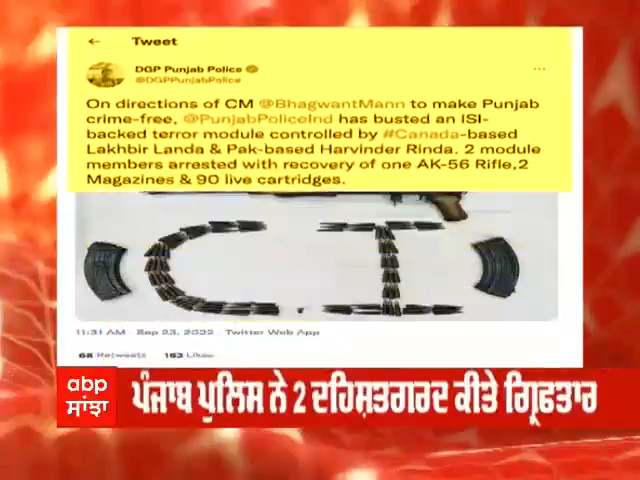 ← Tweet
DGP Punjab Police
@DGPPunjabPolice
On directions of CM @BhagwantMann to make Punjab
crime-free, @PunjabPoliceInd has busted an ISI-
backed terror module controlled by #Canada-based
Lakhbir Landa & Pak-based Harvinder Rinda. 2 module
members arrested with recovery of one AK-56 Rifle,2
Magazines & 90 live cartridges.
C.I
11:31 AM · Sep 23, 2022 · Twitter Web App
68 Retweets 163 Likes
abp
ਸਾਂਝਾ
ਪੰਜਾਬ ਪੁਲਿਸ ਨੇ 2 ਦਹਿਸ਼ਤਗਰਦ ਕੀਤੇ ਗ੍ਰਿਫਤਾਰ